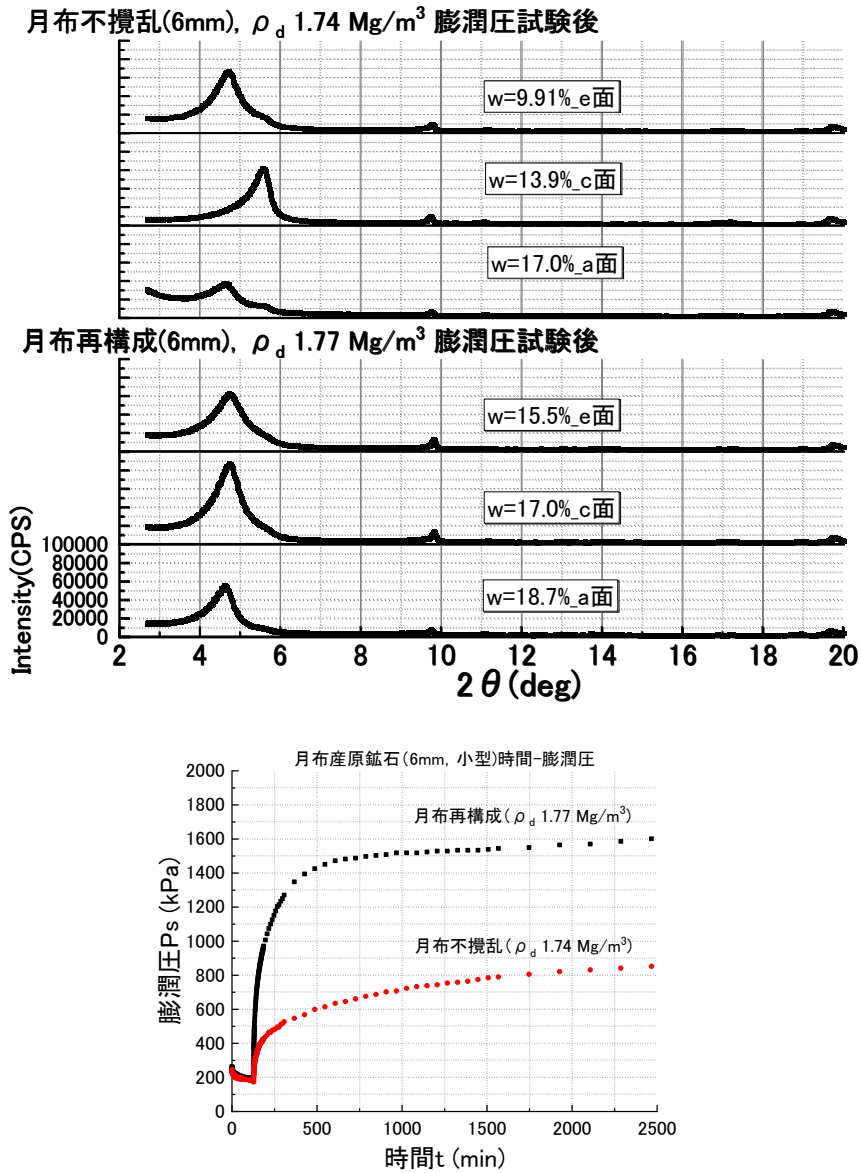 月布不攪乱(6mm), ρd 1.74 Mg/m3 膨潤圧試験後
w=9.91%_e面
w=13.9%_c面
w=17.0%_a面
月布再構成(6mm), ρd 1.77 Mg/m3 膨潤圧試験後
w=15.5%_e面
w=17.0%_c面
w=18.7%_a面
Intensity(CPS)
100000
80000
60000
40000
20000
0
2 4 6 8 10 12 14 16 18 20
2θ(deg)
月布産原鉱石(6mm, 小型)時間-膨潤圧
月布再構成(ρd 1.77 Mg/m3)
月布不攪乱(ρd 1.74 Mg/m3)
膨潤圧Ps (kPa)
2000
1800
1600
1400
1200
1000
800
600
400
200
0
0 500 1000 1500 2000 2500
時間t (min)